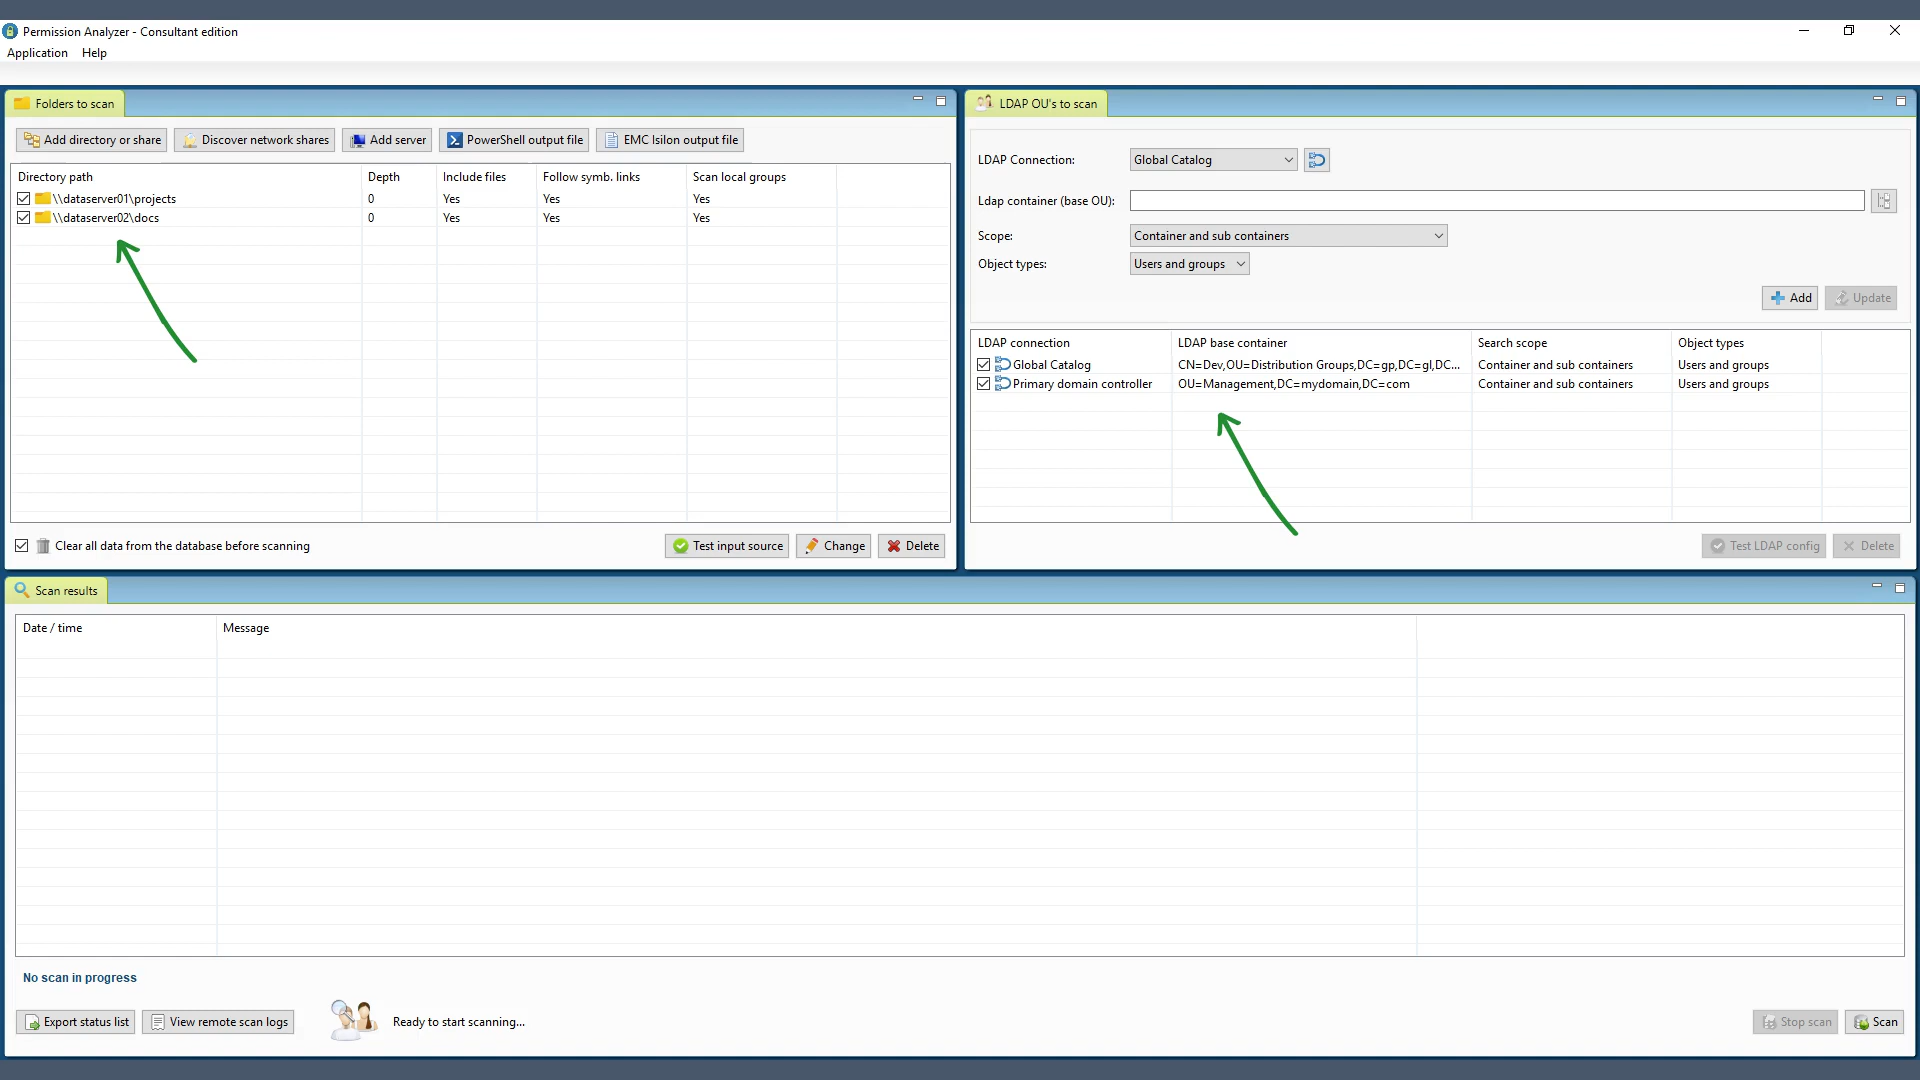 Permission Analyzer - Consultant edition
Application Help
Folders to scan
Add directory or share Discover network shares Add server PowerShell output file EMC Isilon output file
Directory path Depth Include files Follow symb. links Scan local groups
\\dataserver01\projects 0 Yes Yes Yes
\\dataserver02\docs 0 Yes Yes Yes
Clear all data from the database before scanning Test input source Change Delete
LDAP OU's to scan
LDAP Connection: Global Catalog
Ldap container (base OU):
Scope: Container and sub containers
Object types: Users and groups
Add Update
LDAP connection LDAP base container Search scope Object types
Global Catalog CN=Dev,OU=Distribution Groups,DC=gp,DC=gl,DC... Container and sub containers Users and groups
Primary domain controller OU=Management,DC=mydomain,DC=com Container and sub containers Users and groups
Test LDAP config Delete
Scan results
Date / time Message
No scan in progress
Export status list View remote scan logs Ready to start scanning... Stop scan Scan